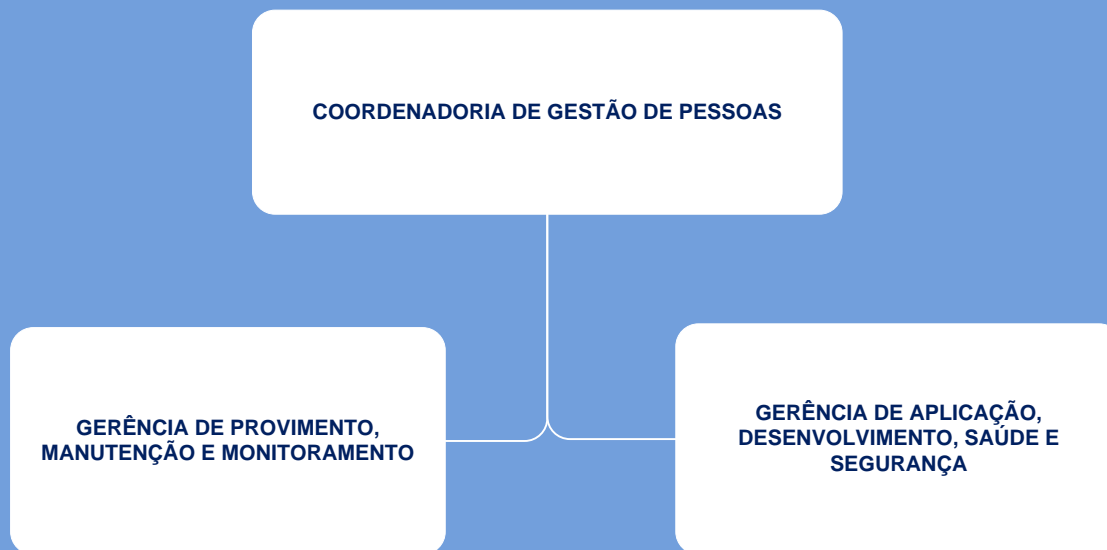 COORDENADORIA DE GESTÃO DE PESSOAS
GERÊNCIA DE PROVIMENTO,
MANUTENÇÃO E MONITORAMENTO
GERÊNCIA DE APLICAÇÃO,
DESENVOLVIMENTO, SAÚDE E
SEGURANÇA